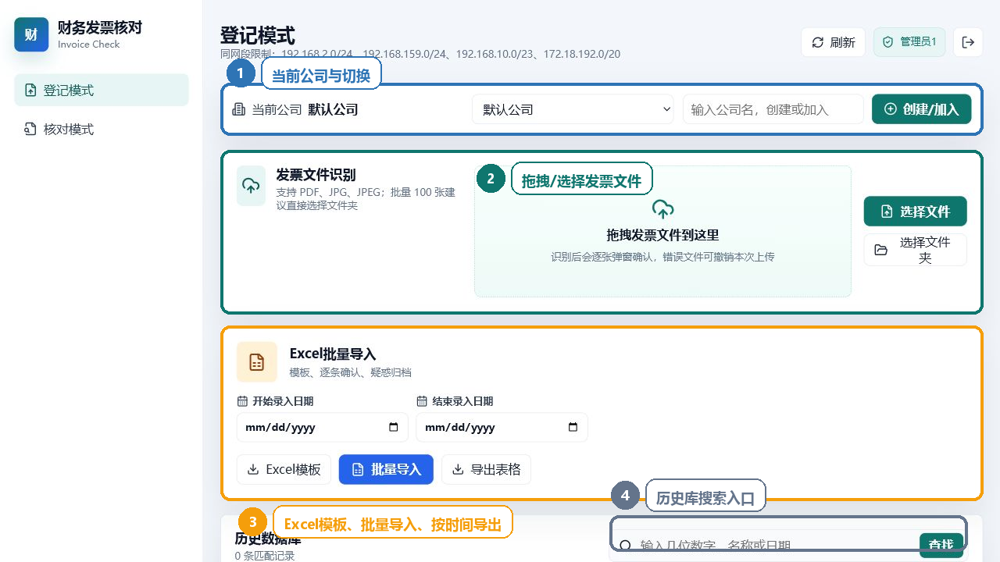 财
财务发票核对
Invoice Check
登记模式
核对模式
登记模式
同网段限制：192.168.2.0/24、192.168.159.0/24、192.168.10.0/23、172.18.192.0/20
刷新
管理员1
1
当前公司与切换
当前公司 默认公司
默认公司
输入公司名，创建或加入
创建/加入
发票文件识别
支持 PDF、JPG、JPEG；批量 100 张建
议直接选择文件夹
2
拖拽/选择发票文件
拖拽发票文件到这里
识别后会逐张弹窗确认，错误文件可撤销本次上传
选择文件
选择文件
夹
Excel批量导入
模板、逐条确认、疑惑归档
开始录入日期
结束录入日期
mm/dd/yyyy
mm/dd/yyyy
Excel模板
批量导入
导出表格
4
历史库搜索入口
3
Excel模板、批量导入、按时间导出
历史数据库
0 条匹配记录
输入几位数字、名称或日期
查找